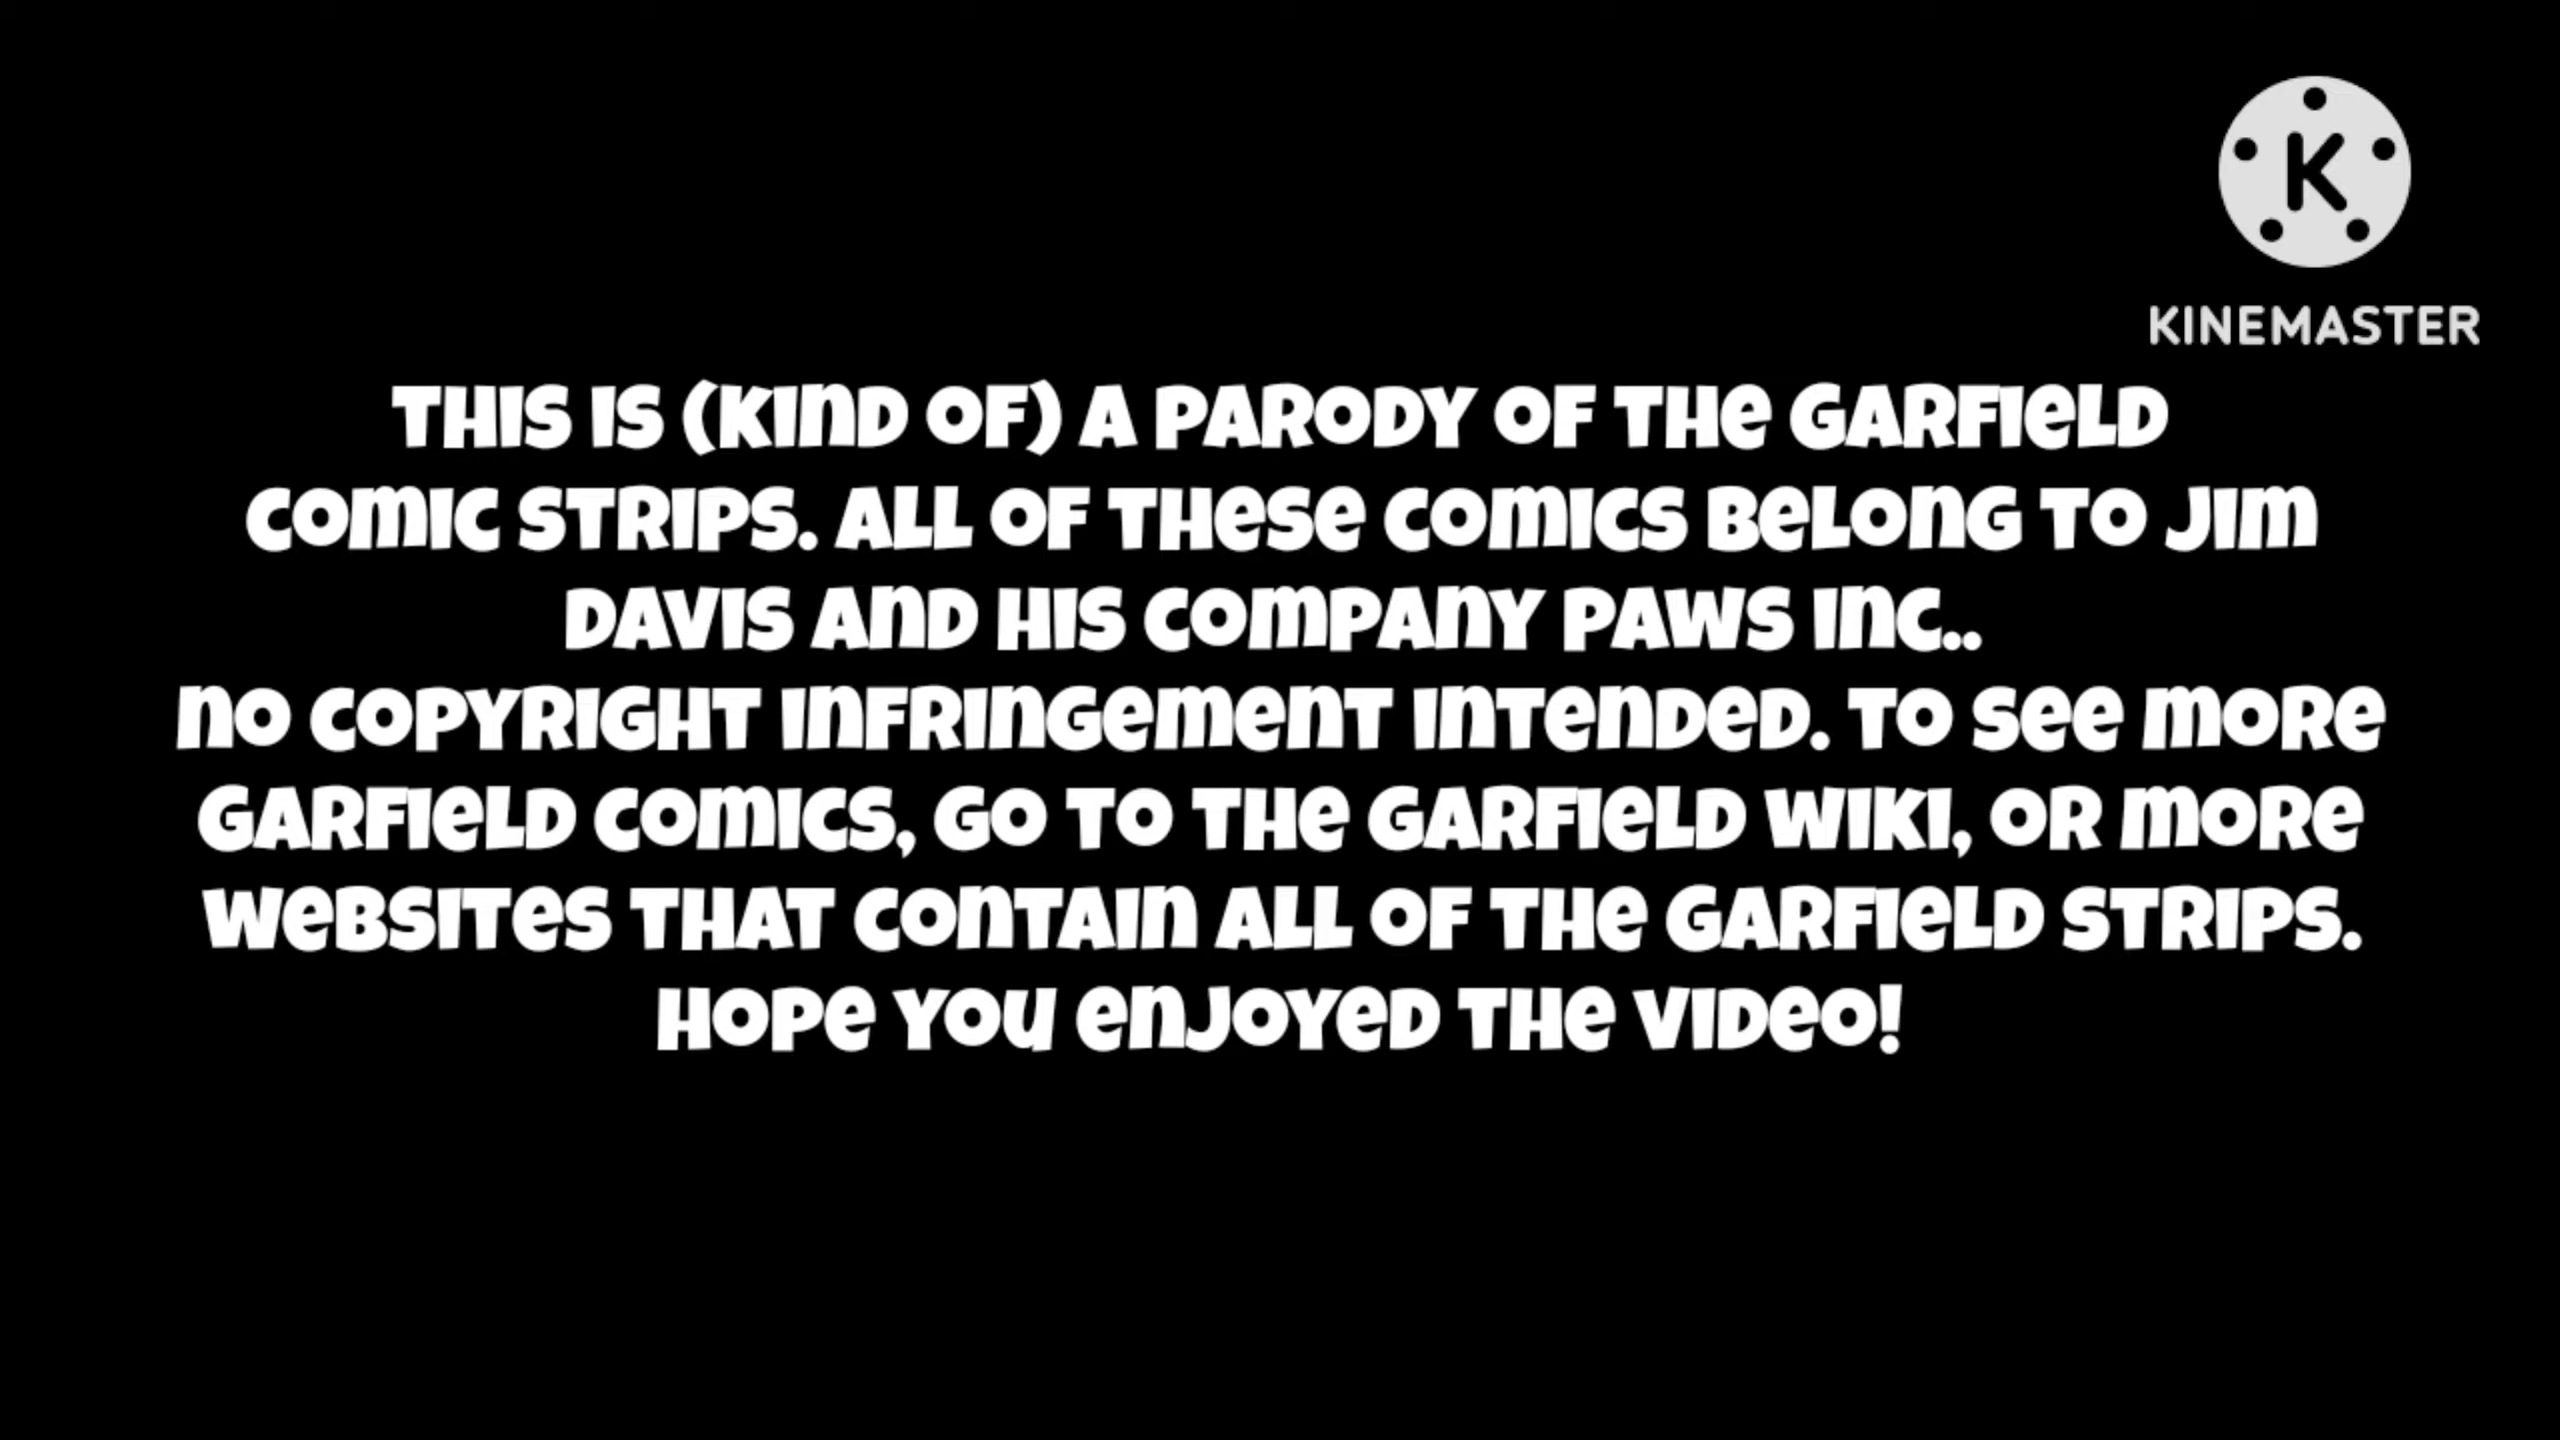 K
KINEMASTER
THIS IS (KIND OF) A PARODY OF THE GARFIELD
COMIC STRIPS. ALL OF THESE COMICS BELONG TO JIM
DAVIS AND HIS COMPANY PAWS INC..
NO COPYRIGHT INFRINGEMENT INTENDED. TO SEE MORE
GARFIELD COMICS, GO TO THE GARFIELD WIKI, OR MORE
WEBSITES THAT CONTAIN ALL OF THE GARFIELD STRIPS.
HOPE YOU ENJOYED THE VIDEO!